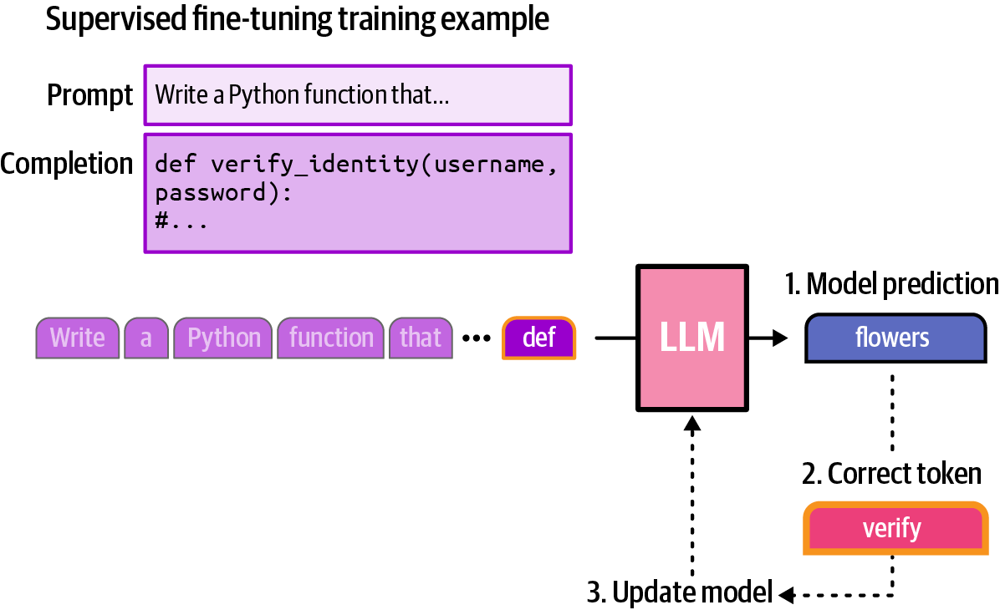 Supervised fine-tuning training example
Prompt
Write a Python function that...
Completion
def verify_identity(username,
password):
#...
Write a Python function that ••• def
LLM
1. Model prediction
flowers
2. Correct token
verify
3. Update model